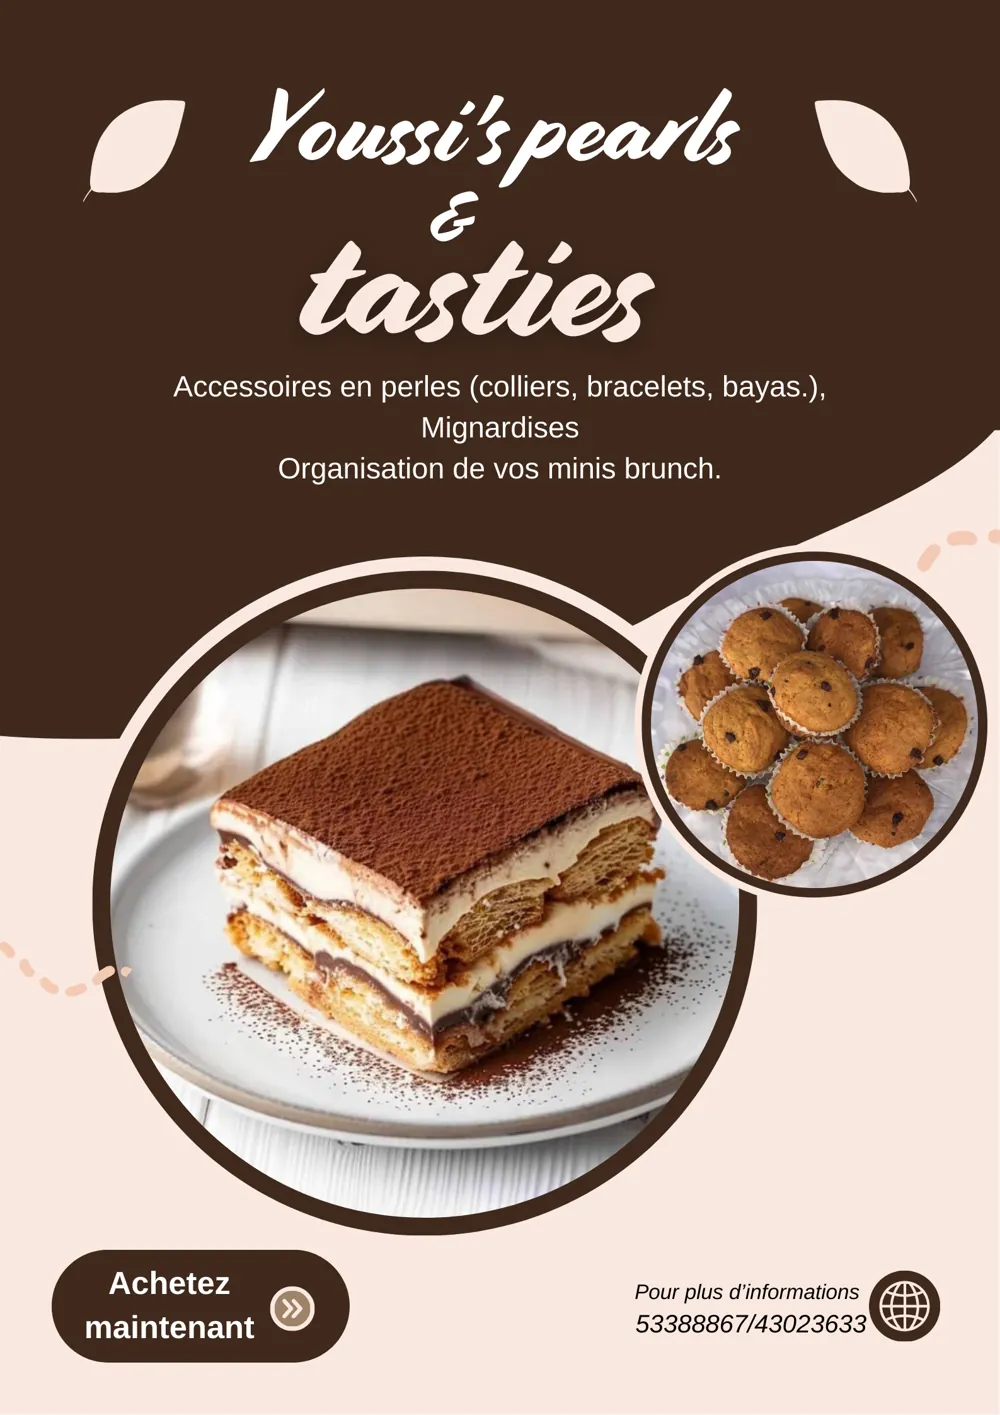 Youssi's pearls
&
tasties
Accessoires en perles (colliers, bracelets, bayas.),
Mignardises
Organisation de vos minis brunch.
Achetez
maintenant
Pour plus d'informations
53388867/43023633